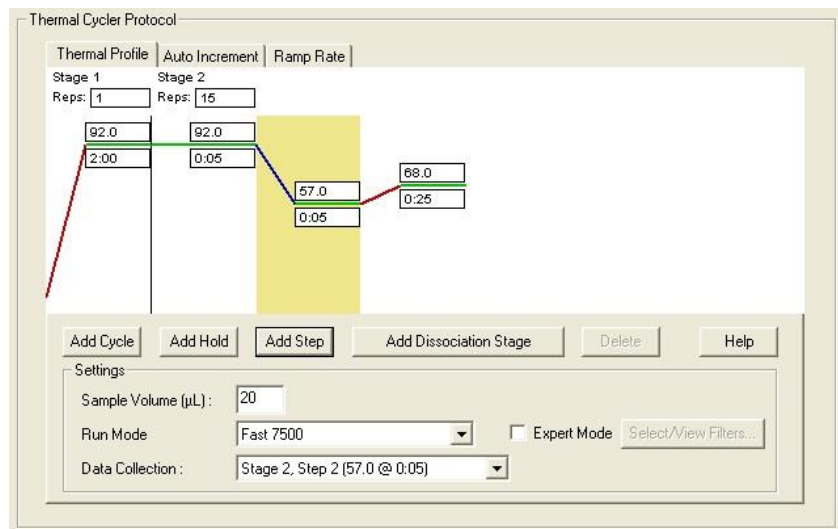 Thermal Cycler Protocol
Thermal Profile Auto Increment Ramp Rate
Stage 1 Stage 2
Reps: 1 Reps: 15
92.0 92.0
2:00 0:05
57.0
0:05
68.0
0:25
Add Cycle Add Hold Add Step Add Dissociation Stage Delete Help
Settings
Sample Volume (µL) : 20
Run Mode Fast 7500 Expert Mode Select/View Filters...
Data Collection : Stage 2, Step 2 (57.0 @ 0:05)